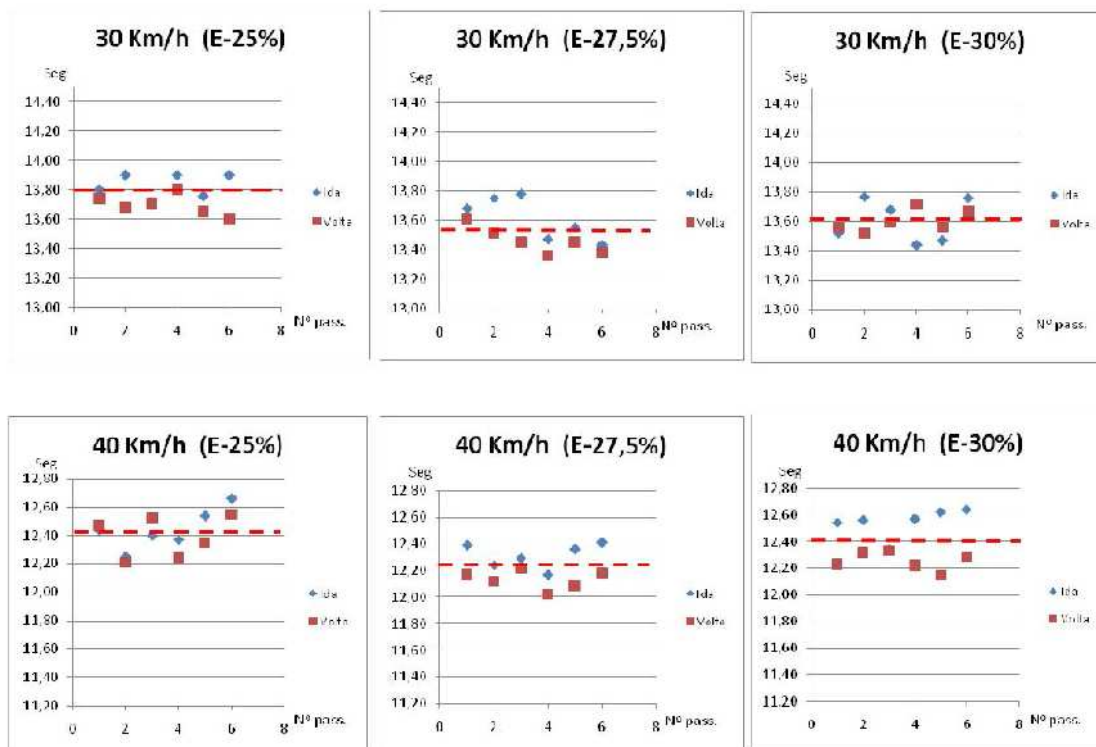 30 Km/h (E-25%)
Seg
14,40
14,20
14,00
13,80
13,60
13,40
13,20
13,00
0 2 4 6 8
Nº pass.
Ida
Volta
30 Km/h (E-27,5%)
Seg
14,40
14,20
14,00
13,80
13,60
13,40
13,20
13,00
0 2 4 6 8
Nº pass.
Ida
Volta
30 Km/h (E-30%)
Seg
14,40
14,20
14,00
13,80
13,60
13,40
13,20
13,00
0 2 4 6 8
Nº pass.
Ida
Volta
40 Km/h (E-25%)
Seg
12,80
12,60
12,40
12,20
12,00
11,80
11,60
11,40
11,20
0 2 4 6 8
Nº pass.
Ida
Volta
40 Km/h (E-27,5%)
Seg
12,80
12,60
12,40
12,20
12,00
11,80
11,60
11,40
11,20
0 2 4 6 8
Nº pass.
Ida
Volta
40 Km/h (E-30%)
Seg
12,80
12,60
12,40
12,20
12,00
11,80
11,60
11,40
11,20
0 2 4 6 8
Nº pass.
Ida
Volta